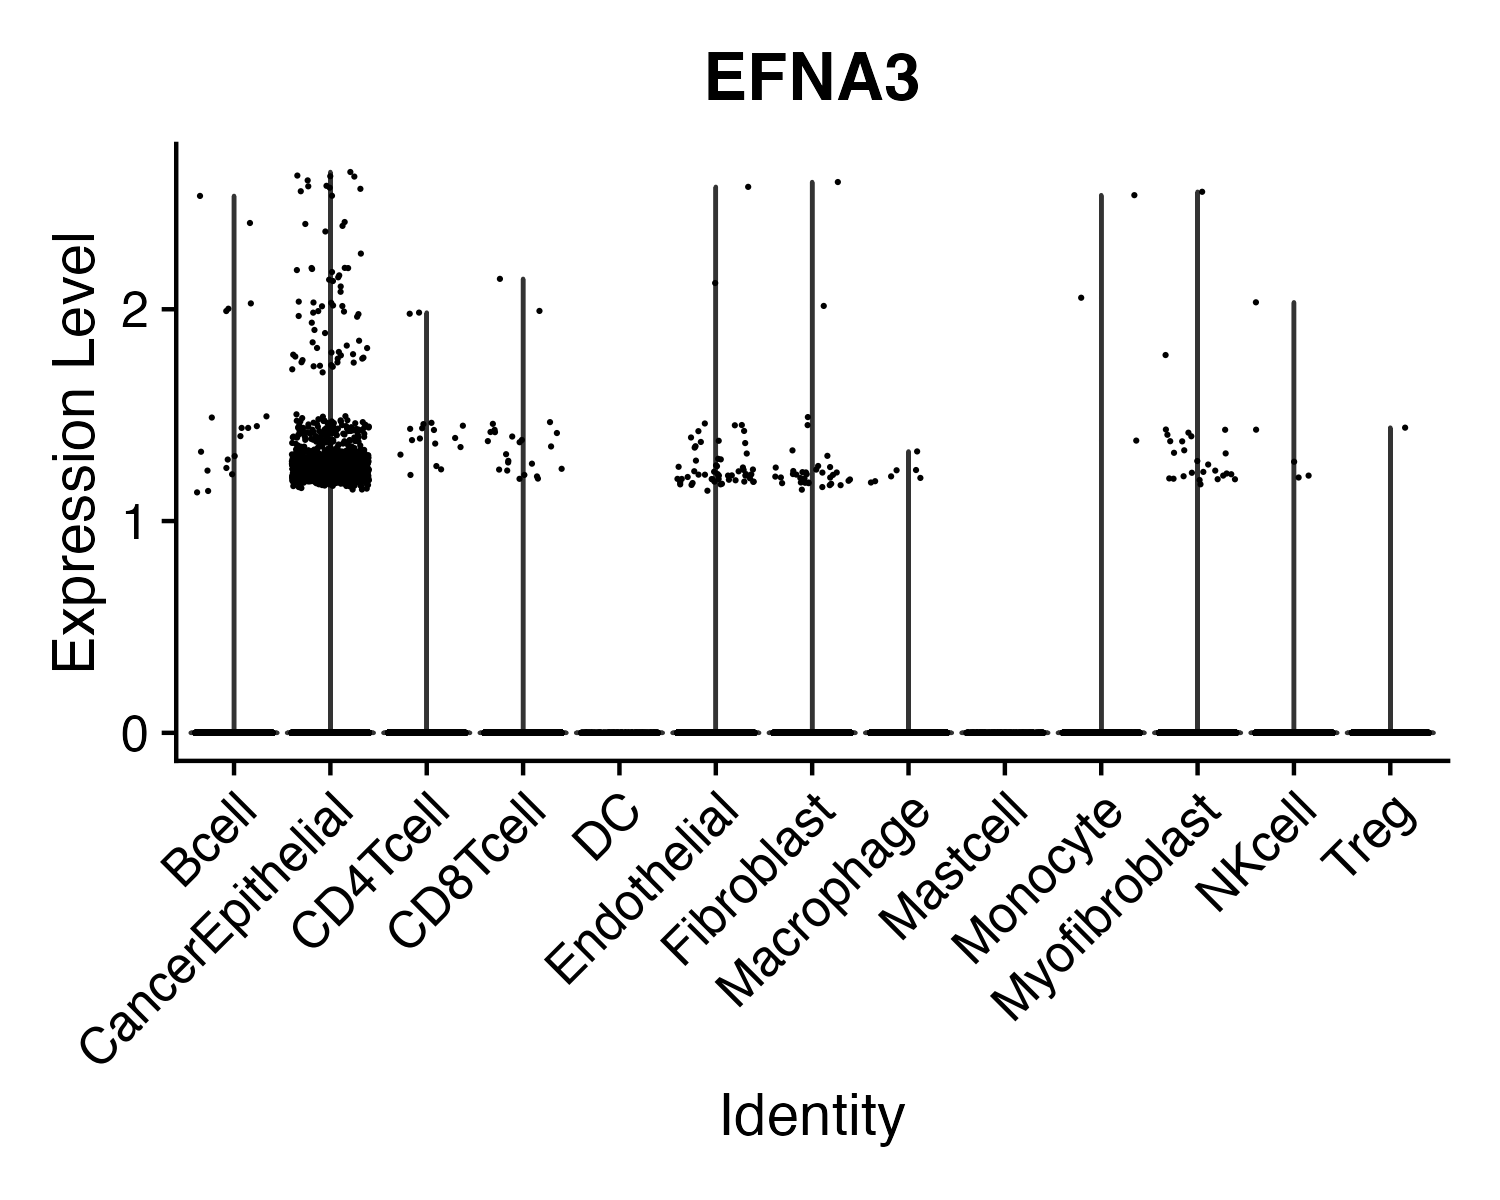 EFNA3
Expression Level
2
1
0
Bcell
CancerEpithelial
CD4Tcell
CD8Tcell
DC
Endothelial
Fibroblast
Macrophage
Mastcell
Monocyte
Myofibroblast
NKcell
Treg
Identity